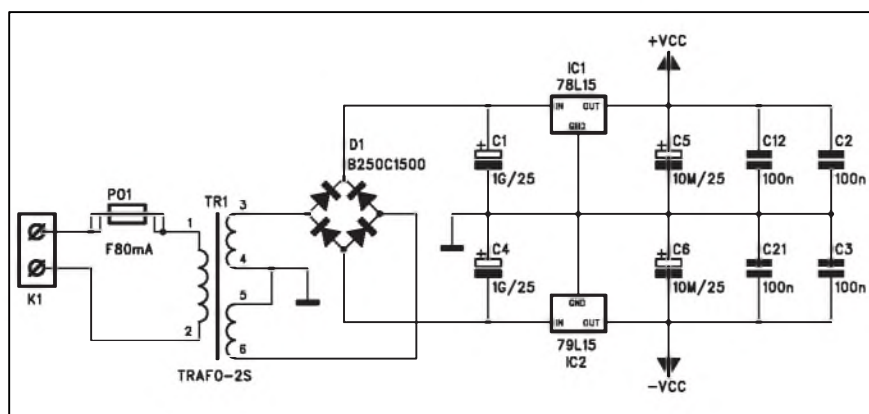 +VCC
IC1
78L15
IN OUT
GND
D1
B250C1500
+ C1
1G/25
+ C5
10M/25
C12
100n
C2
100n
PO1
F80mA
TR1
1
2
3
4
5
6
K1
TRAFO-2S
+ C4
1G/25
+ C6
10M/25
C21
100n
C3
100n
GND
IN OUT
79L15
IC2
-VCC